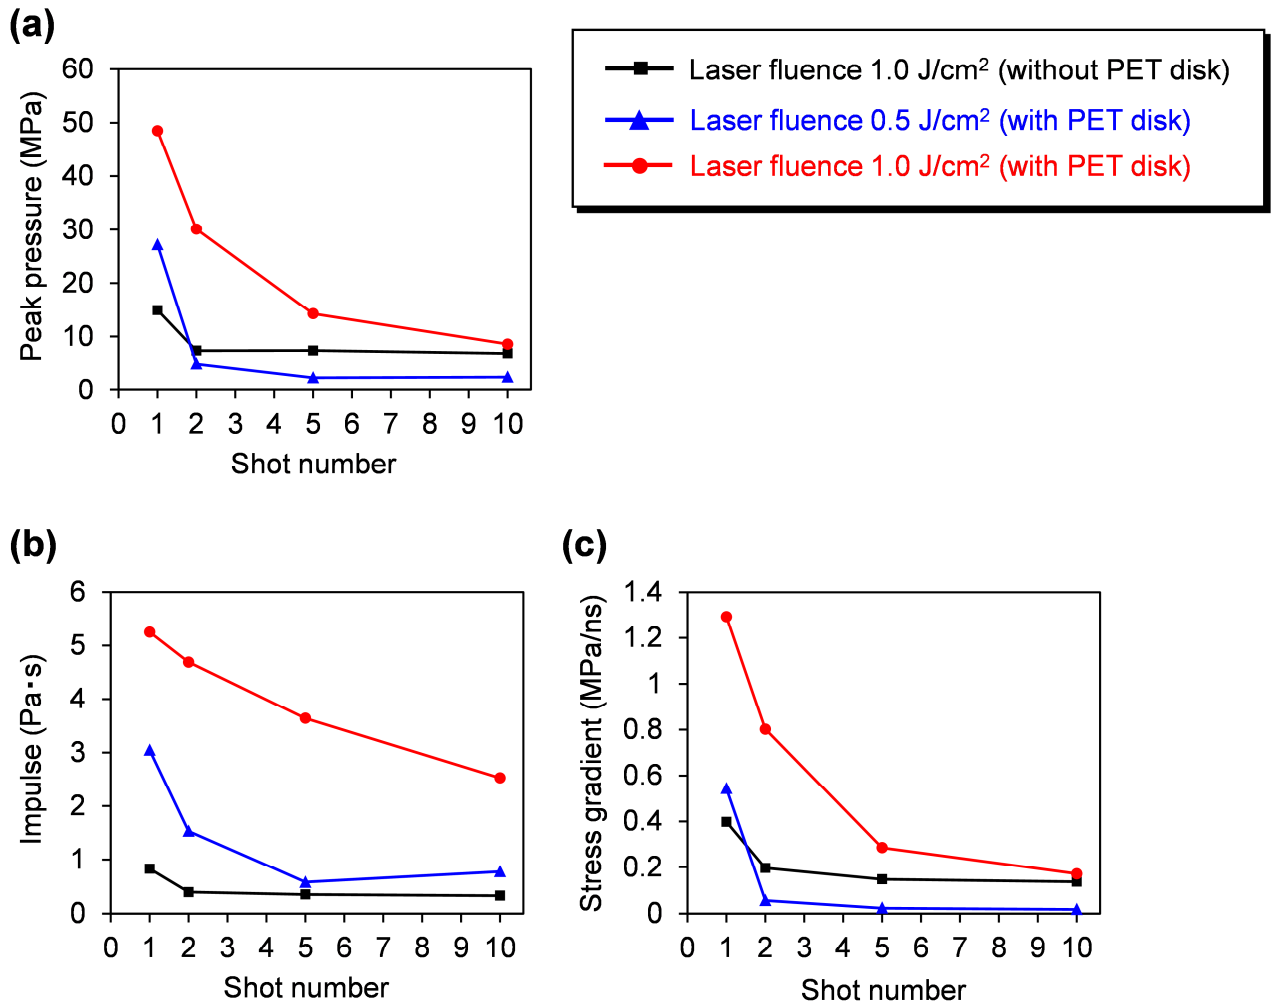 (a)
Laser fluence 1.0 J/cm² (without PET disk)
Laser fluence 0.5 J/cm² (with PET disk)
Laser fluence 1.0 J/cm² (with PET disk)
Peak pressure (MPa)
60
50
40
30
20
10
0
0 1 2 3 4 5 6 7 8 9 10
Shot number
(b)
Impulse (Pa・s)
6
5
4
3
2
1
0
0 1 2 3 4 5 6 7 8 9 10
Shot number
(c)
Stress gradient (MPa/ns)
1.4
1.2
1
0.8
0.6
0.4
0.2
0
0 1 2 3 4 5 6 7 8 9 10
Shot number